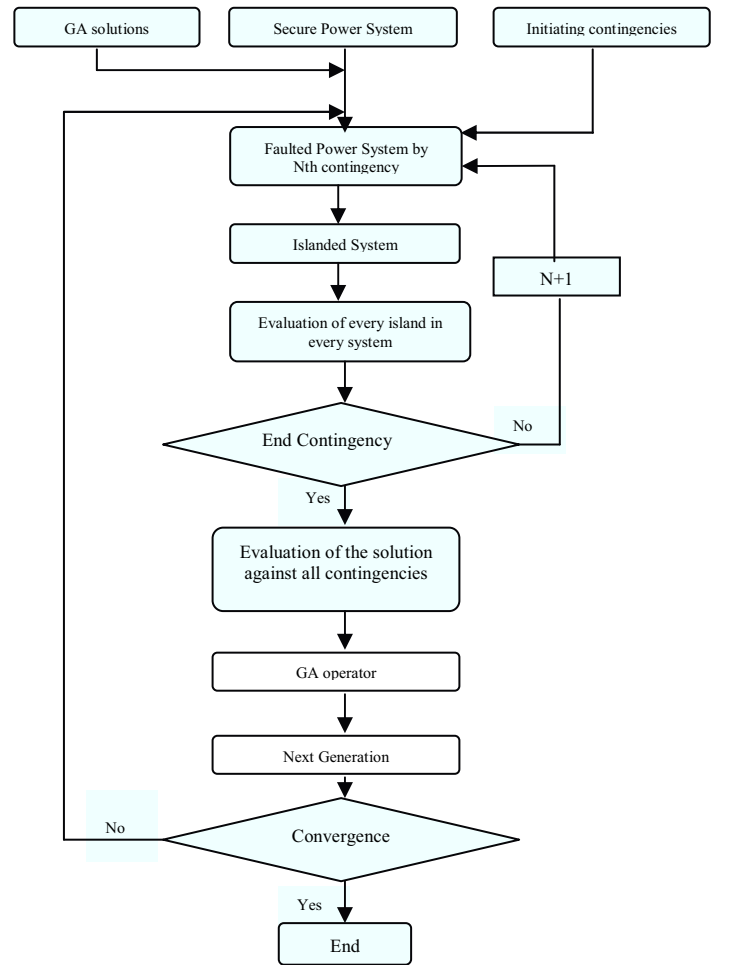 GA solutions
Secure Power System
Initiating contingencies
Faulted Power System by
Nth contingency
Islanded System
N+1
Evaluation of every island in
every system
End Contingency
No
Yes
Evaluation of the solution
against all contingencies
GA operator
Next Generation
Convergence
No
Yes
End